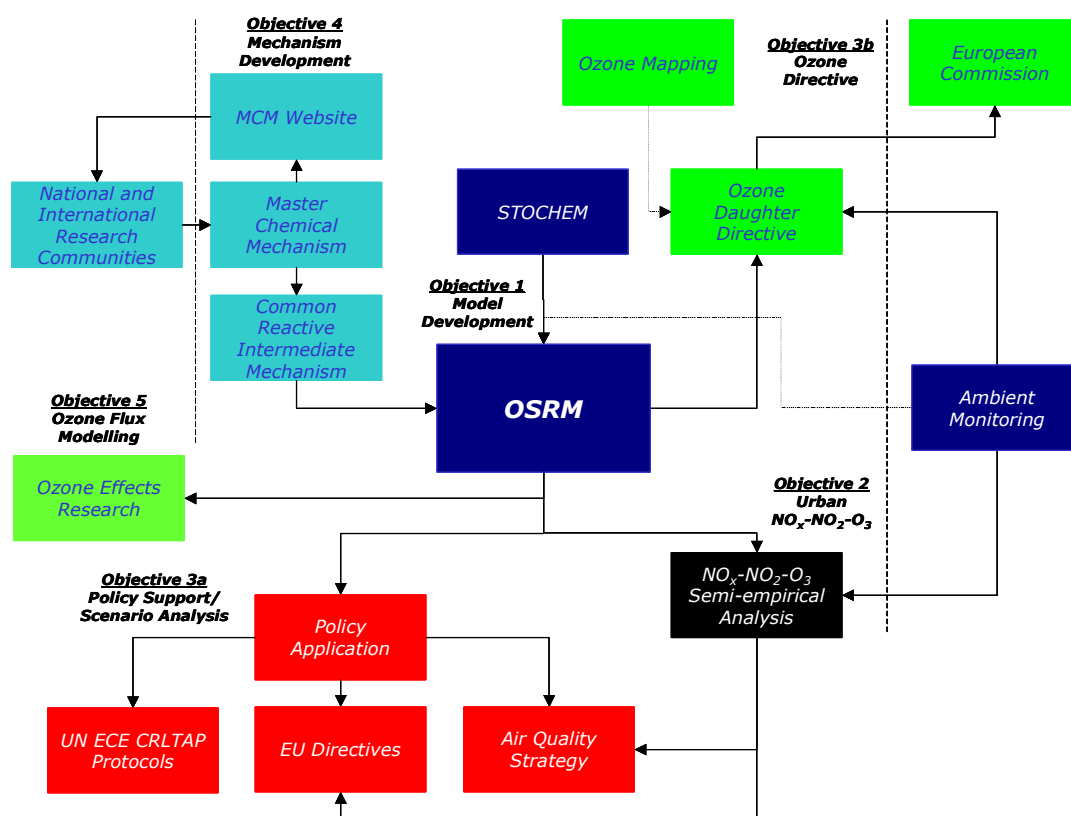 Objective 4
Mechanism
Development
MCM Website
National and
International
Research
Communities
Master
Chemical
Mechanism
Common
Reactive
Intermediate
Mechanism
Ozone Mapping
Objective 3b
Ozone
Directive
European
Commission
STOCHEM
Ozone
Daughter
Directive
Objective 1
Model
Development
OSRM
Ambient
Monitoring
Objective 5
Ozone Flux
Modelling
Ozone Effects
Research
Objective 2
Urban
NOx-NO2-O3
NOx-NO2-O3
Semi-empirical
Analysis
Objective 3a
Policy Support/
Scenario Analysis
Policy
Application
UN ECE CRLTAP
Protocols
EU Directives
Air Quality
Strategy